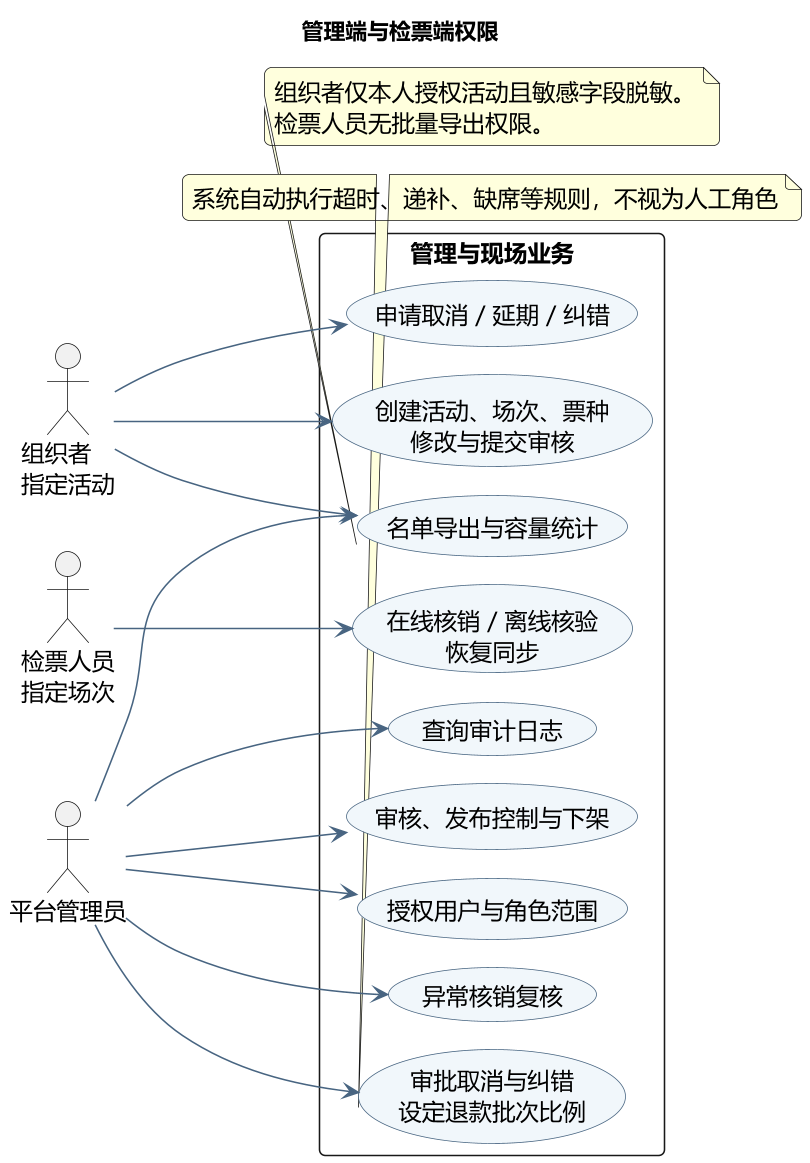 管理端与检票端权限
组织者仅本人授权活动且敏感字段脱敏。
检票人员无批量导出权限。
系统自动执行超时、递补、缺席等规则，不视为人工角色
管理与现场业务
申请取消 / 延期 / 纠错
创建活动、场次、票种
修改与提交审核
组织者
指定活动
名单导出与容量统计
在线核销 / 离线核验
恢复同步
检票人员
指定场次
查询审计日志
审核、发布控制与下架
授权用户与角色范围
平台管理员
异常核销复核
审批取消与纠错
设定退款批次比例